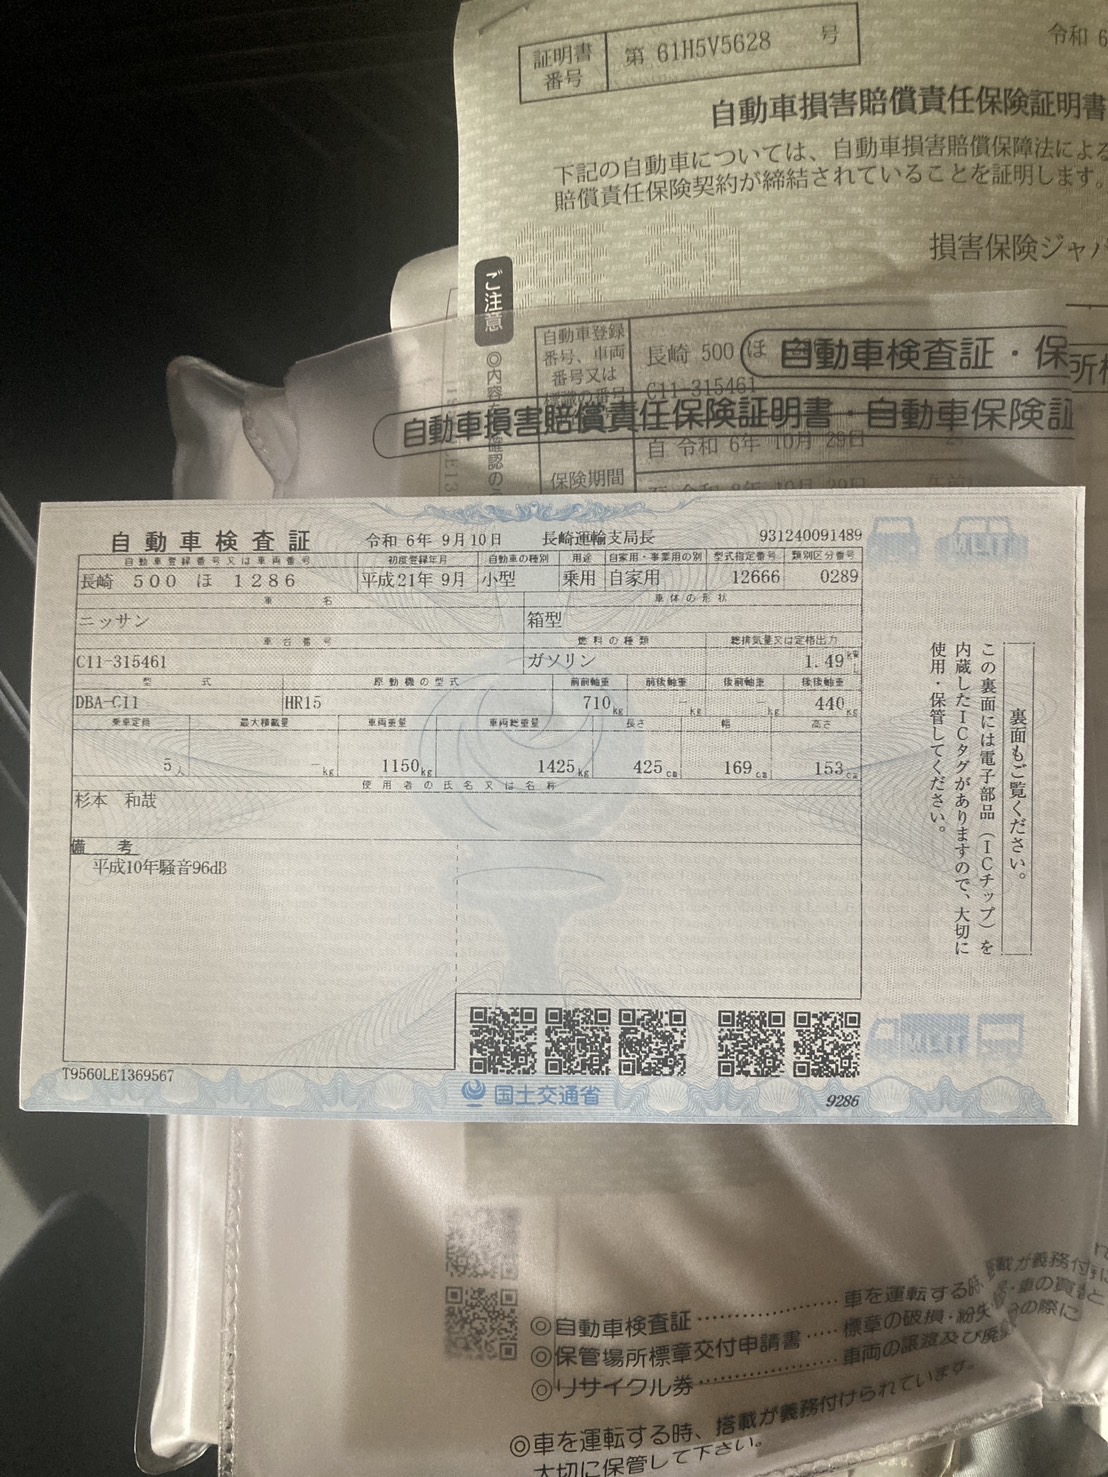 証明書番号 第 61H5V5628 号
令和 6
自動車損害賠償責任保険証明書
下記の自動車については、自動車損害賠償保障法による
賠償責任保険契約が締結されていることを証明します。
損害保険ジャパ
ご注意
自動車登録番号、車両番号又は標識の番号
長崎 500 ほ
C11-315461
自動車検査証・保
自動車損害賠償責任保険証明書・自動車保険証
保険期間
自 令和 6年 10月 29日
自動車検査証 令和 6年 9月10日 長崎運輸支局長 931240091489
自動車登録番号又は車両番号 初度登録年月 自動車の種別 用途 自家用・事業用の別 型式指定番号 類別区分番号
長崎 500 ほ 1286 平成21年 9月 小型 乗用 自家用 12666 0289
車名 車体の形状
ニッサン 箱型
車台番号 燃料の種類 総排気量又は定格出力
C11-315461 ガソリン 1.49
型式 原動機の型式 前前軸重 前後軸重 後前軸重 後後軸重
DBA-C11 HR15 710kg －kg －kg 440kg
乗車定員 最大積載量 車両重量 車両総重量 長さ 幅 高さ
5人 －kg 1150kg 1425kg 425cm 169cm 153cm
使用者の氏名又は名称
杉本 和哉
備考
平成10年騒音96dB
T9560LE1369567
国土交通省
9286
裏面もご覧ください。
この裏面には電子部品（ICチップ）を
内蔵したICタグがありますので、大切に
使用・保管してください。
MLIT
MLIT
◎自動車検査証……………… 車を運転する時
◎保管場所標章交付申請書…… 標章の破損・紛失
◎リサイクル券……………… 車両の譲渡及び廃
◎車を運転する時、搭載が義務付けられています。
大切に保管して下さい。